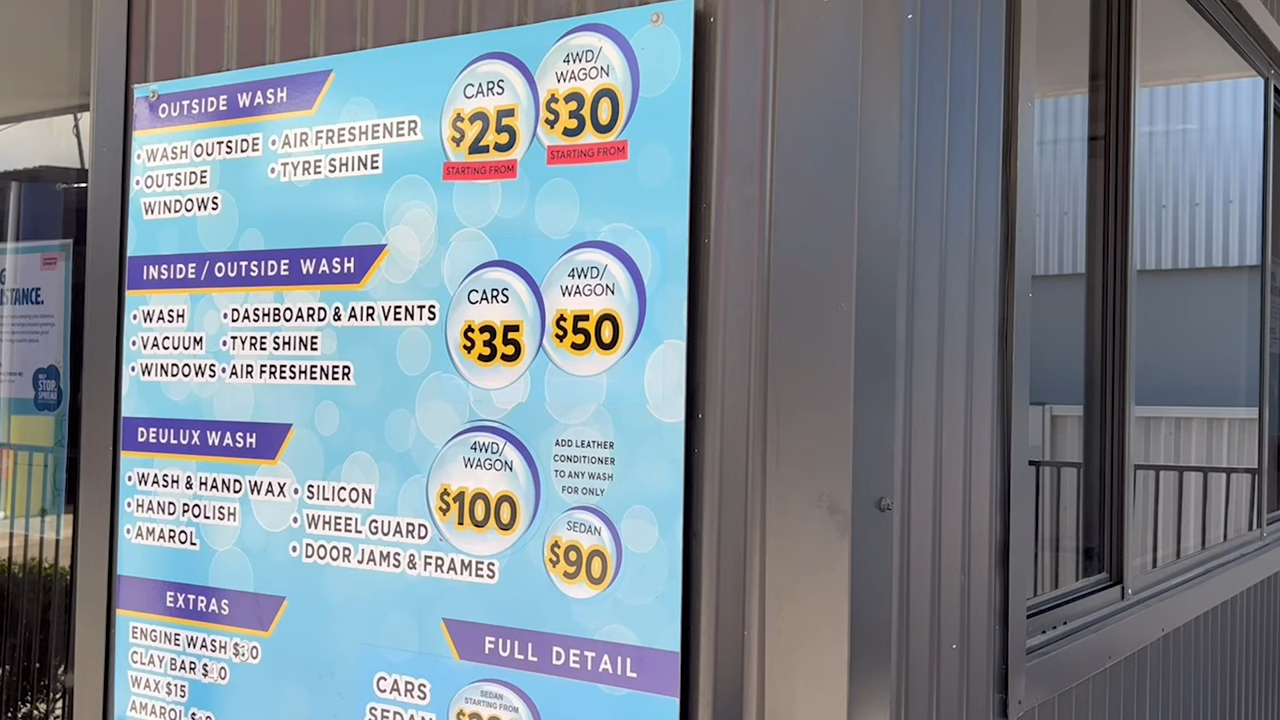 OUTSIDE WASH
• WASH OUTSIDE
• OUTSIDE
WINDOWS
• AIR FRESHENER
• TYRE SHINE
CARS
$25
STARTING FROM
4WD/
WAGON
$30
STARTING FROM
INSIDE / OUTSIDE WASH
• WASH
• VACUUM
• WINDOWS
• DASHBOARD & AIR VENTS
• TYRE SHINE
• AIR FRESHENER
CARS
$35
4WD/
WAGON
$50
DEULUX WASH
• WASH & HAND WAX
• HAND POLISH
• AMAROL
• SILICON
• WHEEL GUARD
• DOOR JAMS & FRAMES
4WD/
WAGON
$100
ADD LEATHER
CONDITIONER
TO ANY WASH
FOR ONLY
SEDAN
$90
EXTRAS
ENGINE WASH $30
CLAY BAR
WAX $15
AMAROL
FULL DETAIL
CARS
SEDAN
SEDAN
STARTING FROM
STANCE.
STOP
SPREAD